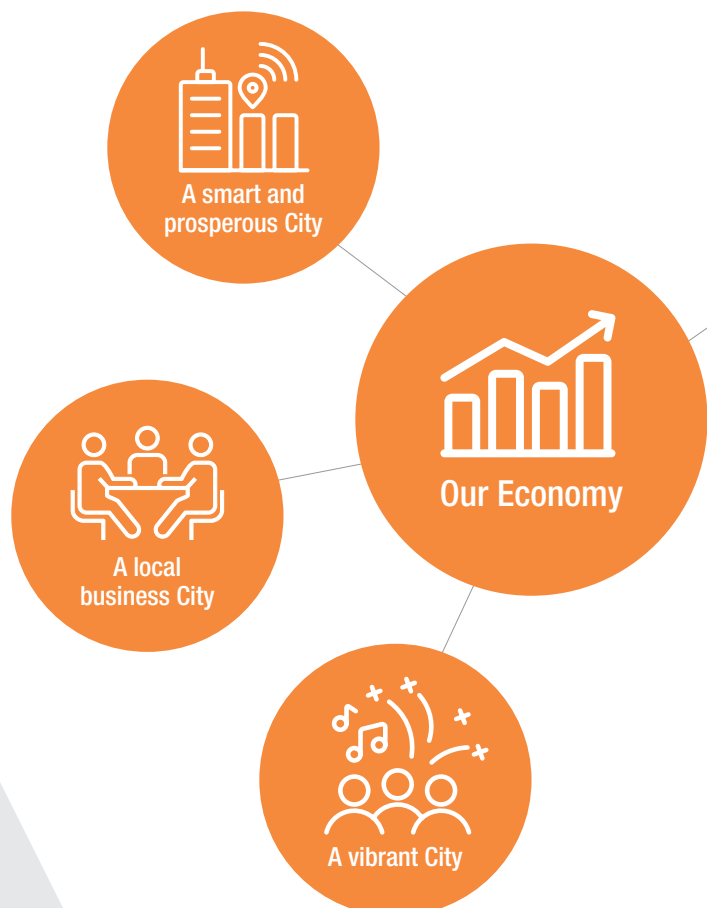 A smart and
prosperous City
Our Economy
A local
business City
A vibrant City